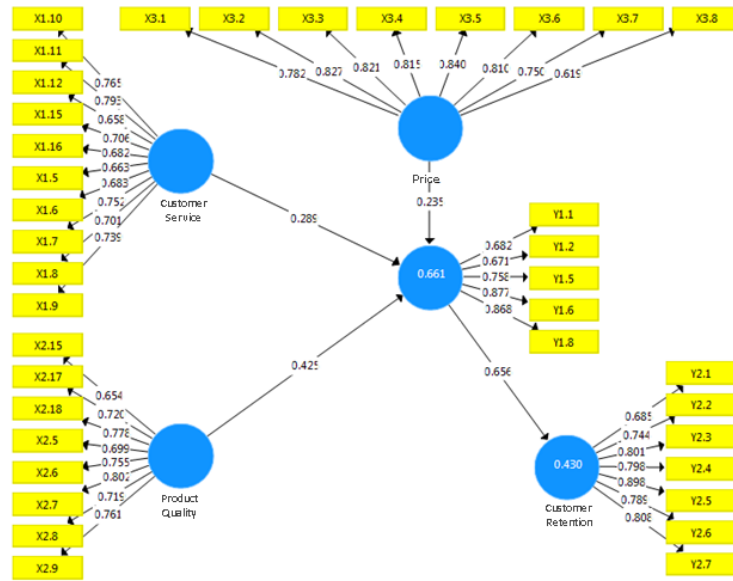 X1.10
X3.1
X3.2
X3.3
X3.4
X3.5
X3.6
X3.7
X3.8
X1.11
X1.12
X1.15
X1.16
X1.5
X1.6
X1.7
X1.8
X1.9
0.765
0.793
0.658
0.706
0.682
0.663
0.683
0.752
0.701
0.739
0.782
0.827
0.821
0.815
0.840
0.810
0.750
0.619
Customer
Service
Price
0.289
0.235
0.661
0.682
0.671
0.758
0.877
0.868
Y1.1
Y1.2
Y1.5
Y1.6
Y1.8
X2.15
X2.17
X2.18
X2.5
X2.6
X2.7
X2.8
X2.9
0.654
0.720
0.778
0.699
0.755
0.802
0.719
0.761
Product
Quality
0.425
0.656
0.430
Customer
Retention
0.685
0.744
0.801
0.798
0.898
0.789
0.808
Y2.1
Y2.2
Y2.3
Y2.4
Y2.5
Y2.6
Y2.7